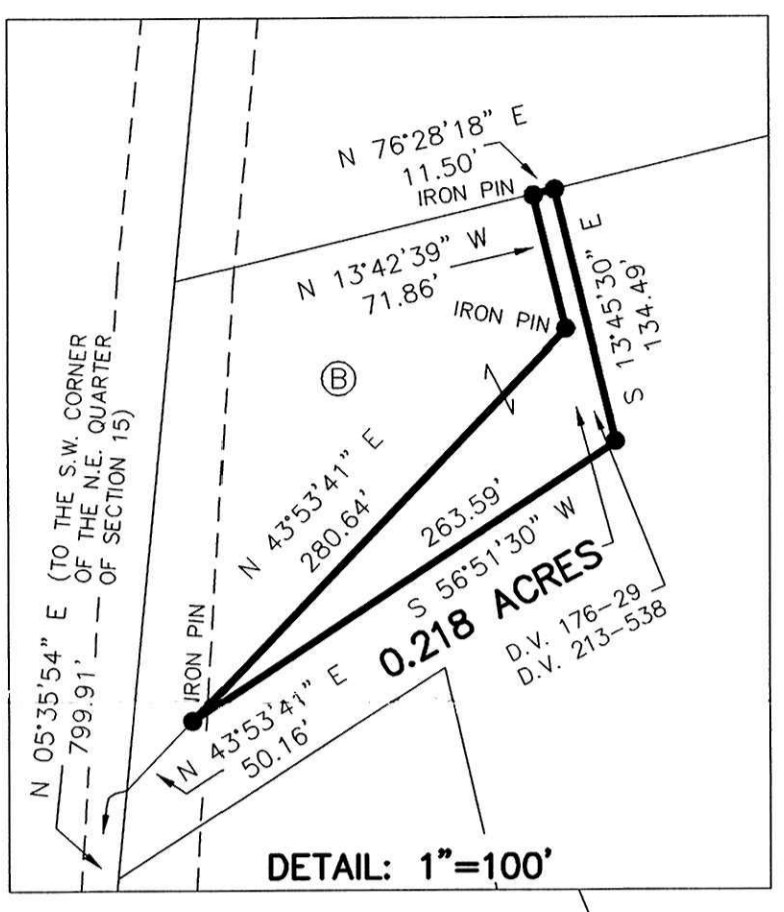 N 76°28'18" E
11.50'
IRON PIN
N 13°42'39" W
71.86'
IRON PIN
S 13°45'30" E
134.49'
B
N 43°53'41" E
280.64'
263.59'
S 56°51'30" W
0.218 ACRES
D.V. 176-29
D.V. 213-538
IRON PIN
N 43°53'41" E
50.16'
N 05°35'54" E (TO THE S.W. CORNER
799.91' OF THE N.E. QUARTER
OF SECTION 15)
DETAIL: 1"=100'